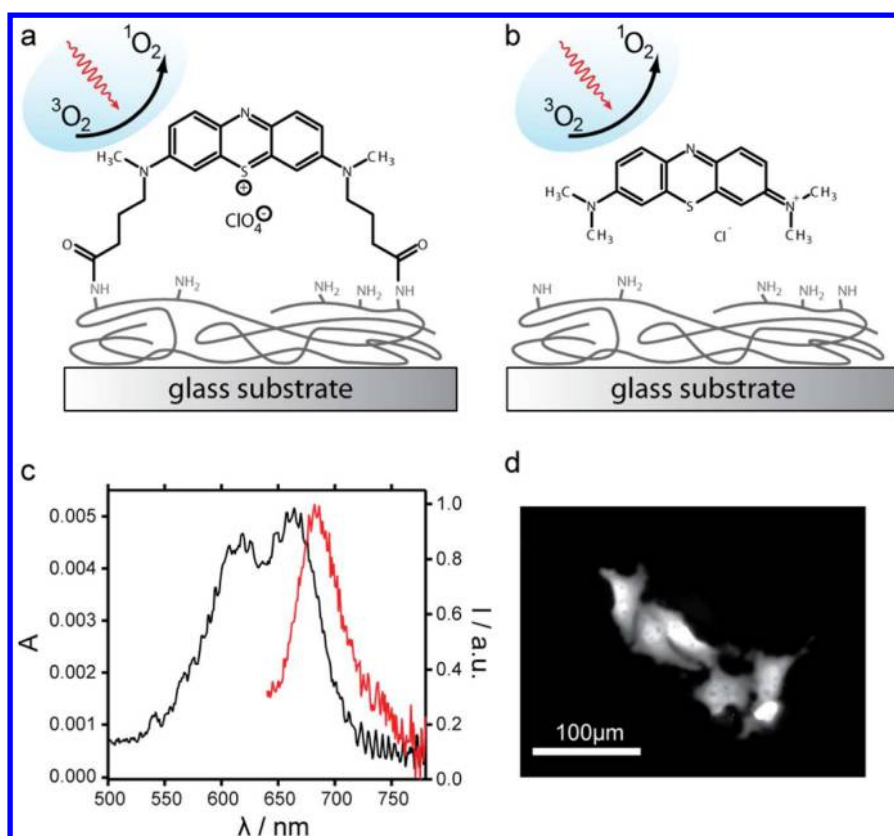 a
¹O₂
³O₂
N
H₃C
N
S
⊕
N
CH₃
ClO₄⊖
O
O
NH
NH₂
NH₂
NH₂
NH
glass substrate
b
¹O₂
³O₂
N
H₃C
N
CH₃
S
N⁺
CH₃
CH₃
Cl⁻
NH
NH₂
NH₂
NH₂
NH
glass substrate
c
0.005
0.004
0.003
0.002
0.001
0.000
A
1.0
0.8
0.6
0.4
0.2
0.0
I / a.u.
500 550 600 650 700 750
λ / nm
d
100μm